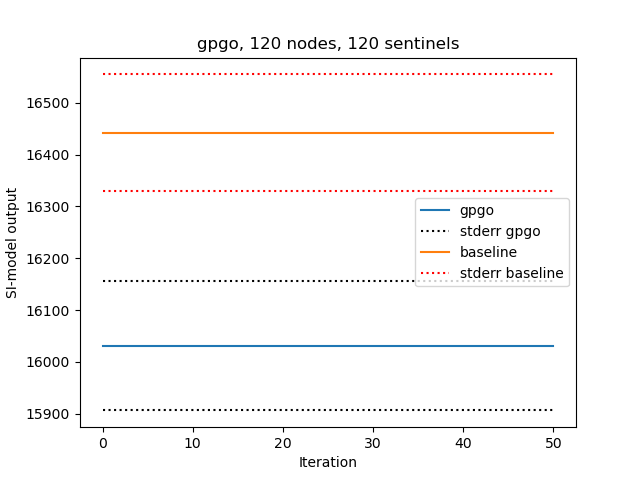 gpgo, 120 nodes, 120 sentinels
SI-model output
16500
16400
16300
16200
16100
16000
15900
gpgo
stderr gpgo
baseline
stderr baseline
0 10 20 30 40 50
Iteration